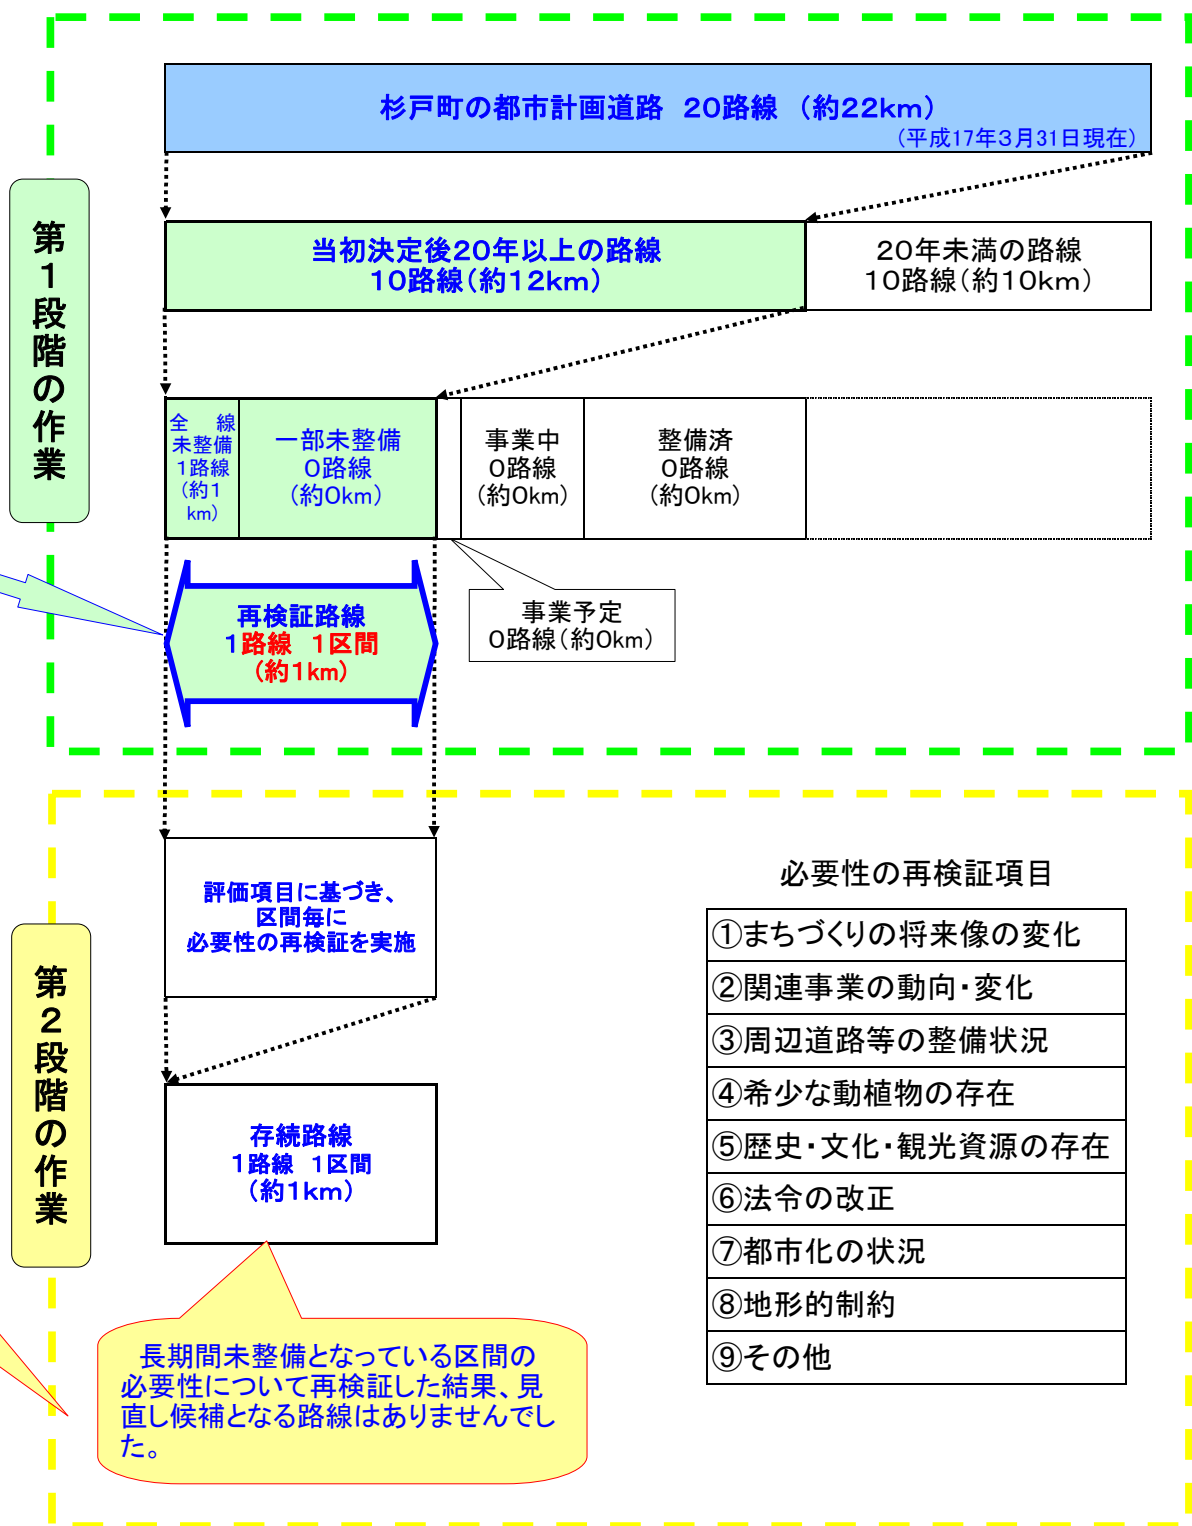 杉戸町の都市計画道路　20路線　（約22km）
（平成17年3月31日現在）
第1段階の作業
当初決定後20年以上の路線
10路線（約12km）
20年未満の路線
10路線（約10km）
全　線
未整備
1路線
（約1
km）
一部未整備
0路線
（約0km）
事業中
0路線
（約0km）
整備済
0路線
（約0km）
再検証路線
1路線　1区間
（約1km）
事業予定
0路線（約0km）
第2段階の作業
評価項目に基づき、
区間毎に
必要性の再検証を実施
存続路線
1路線　1区間
（約1km）
長期間未整備となっている区間の
必要性について再検証した結果、見
直し候補となる路線はありませんでし
た。
必要性の再検証項目
①まちづくりの将来像の変化
②関連事業の動向・変化
③周辺道路等の整備状況
④希少な動植物の存在
⑤歴史・文化・観光資源の存在
⑥法令の改正
⑦都市化の状況
⑧地形的制約
⑨その他